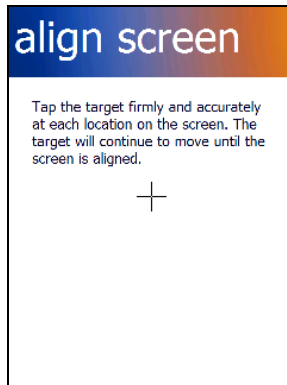 align screen
Tap the target firmly and accurately
at each location on the screen. The
target will continue to move until the
screen is aligned.